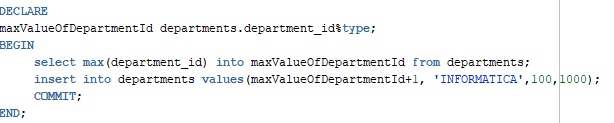 DECLARE
maxValueOfDepartmentId departments.department_id%type;
BEGIN
select max(department_id) into maxValueOfDepartmentId from departments;
insert into departments values(maxValueOfDepartmentId+1, 'INFORMATICA',100,1000);
COMMIT;
END;